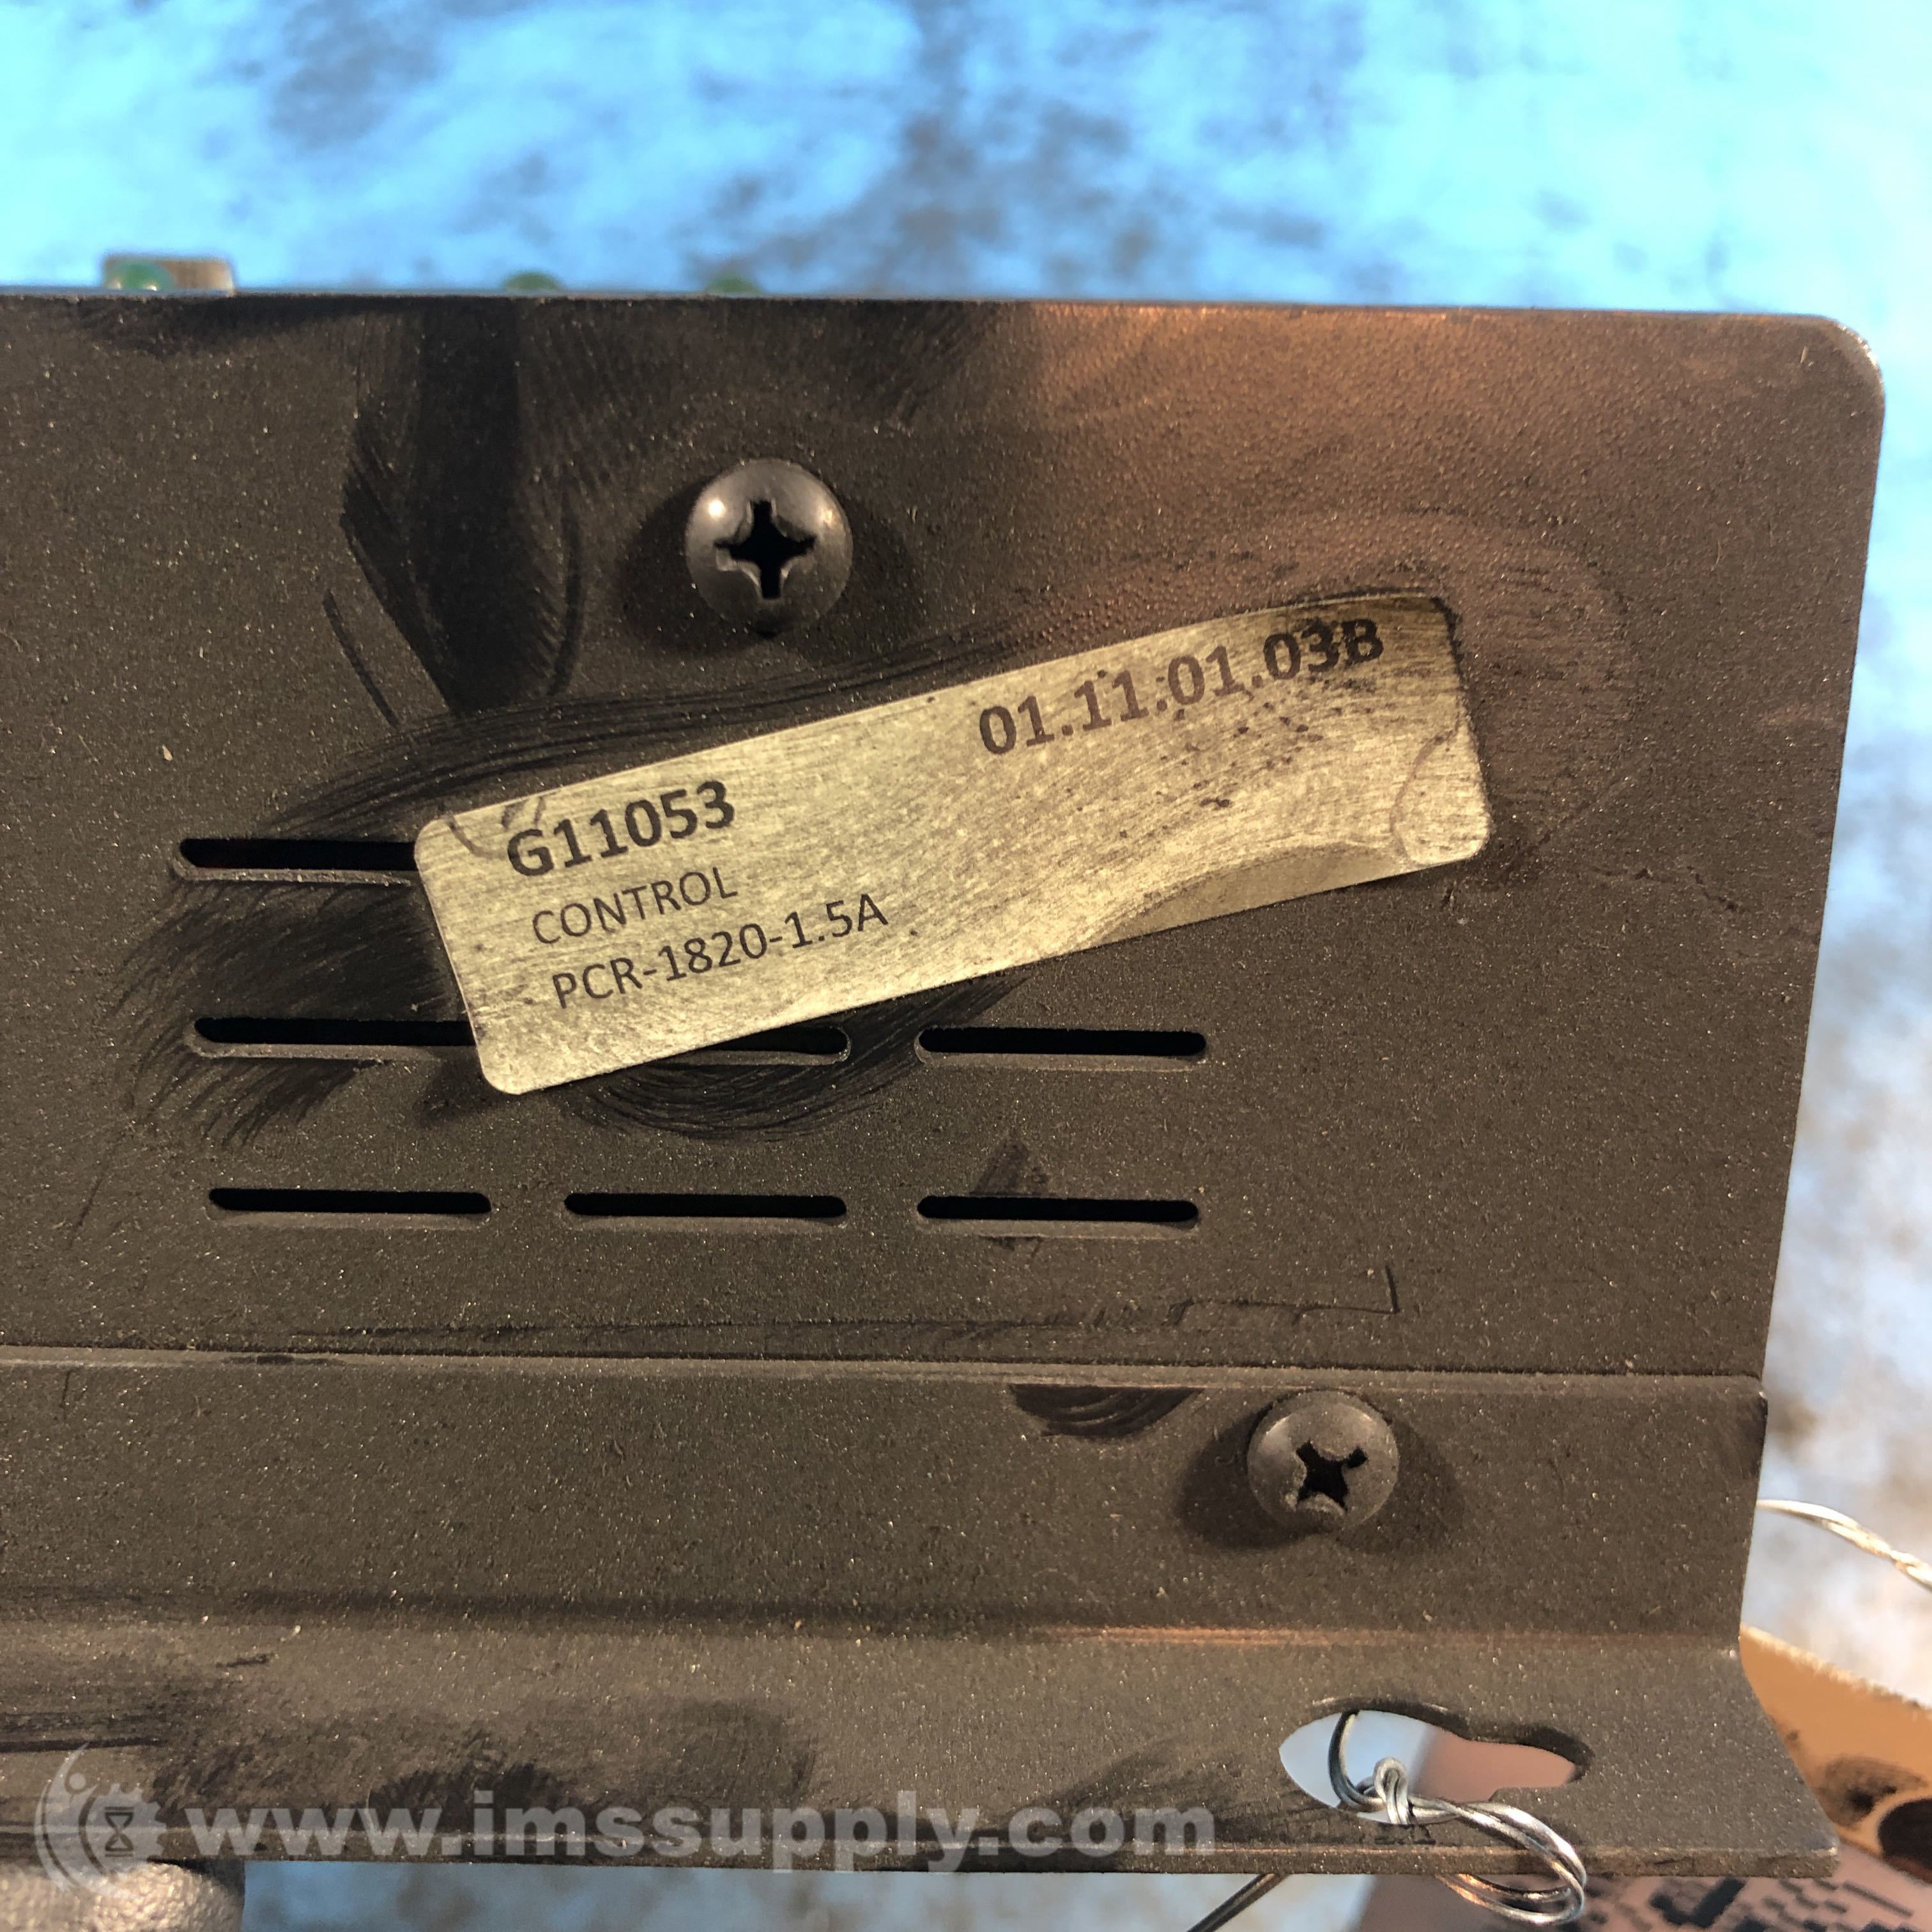 01.11.01.03B
G11053
CONTROL
PCR-1820-1.5A
www.imssupply.com